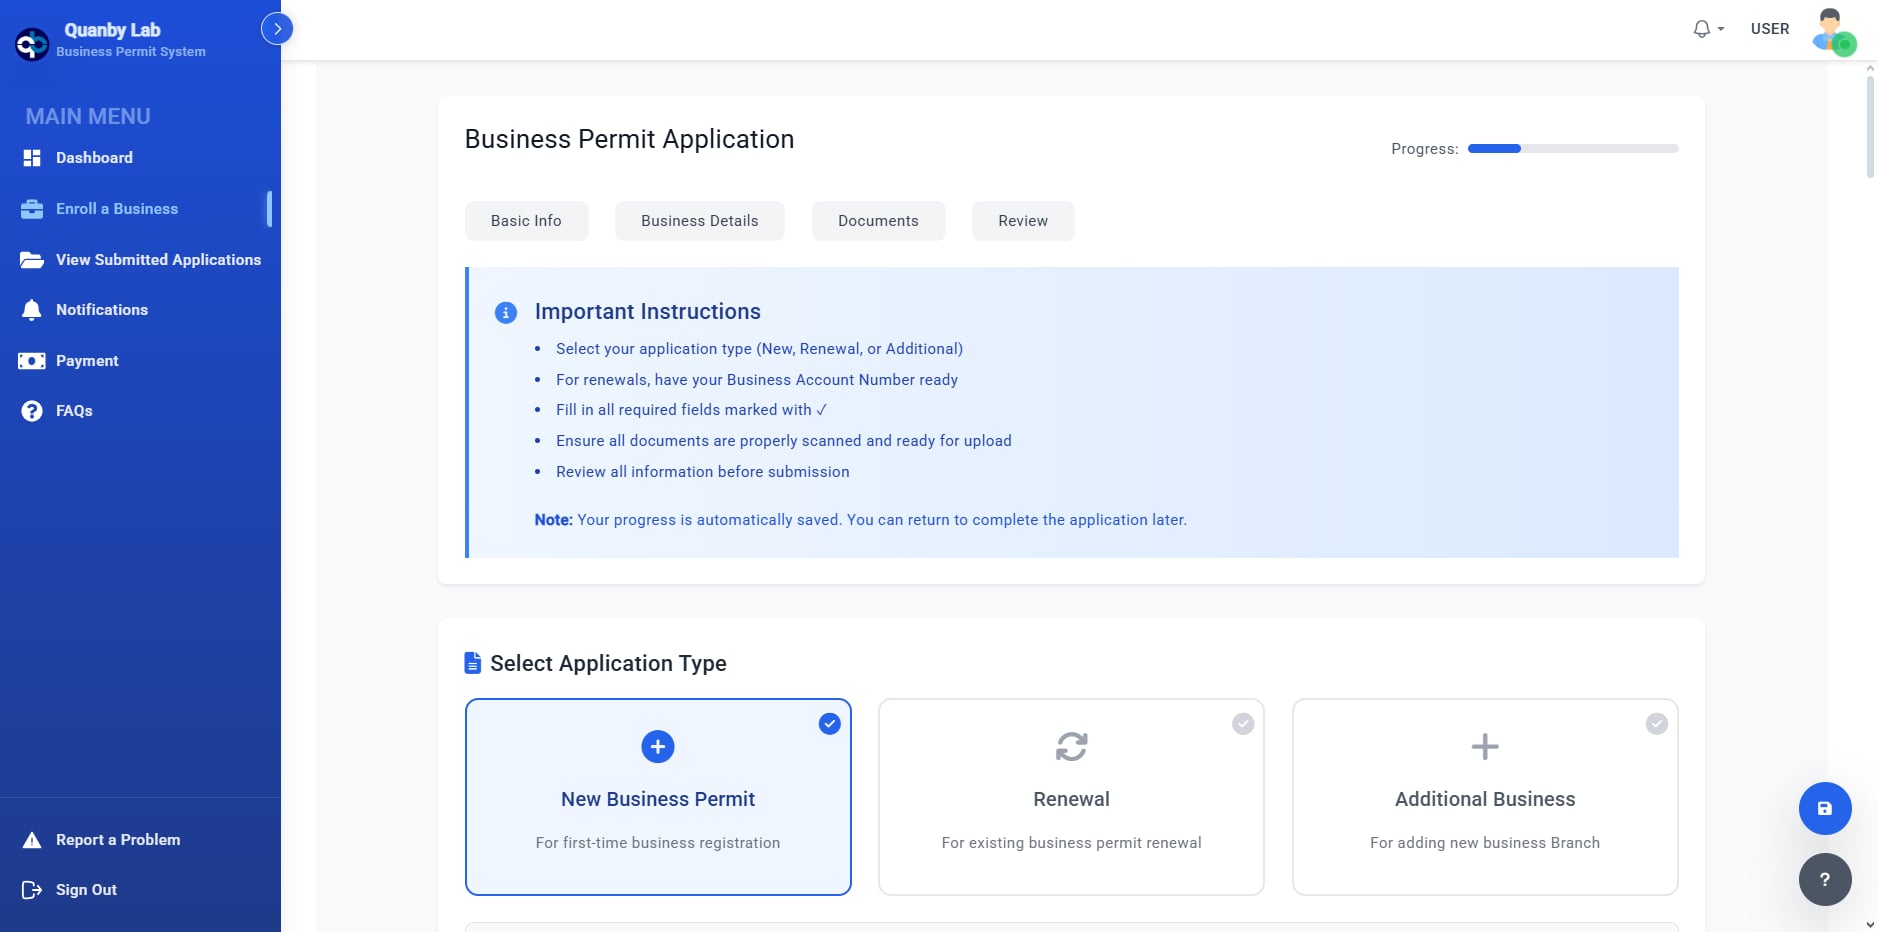 Quanby Lab
Business Permit System
MAIN MENU
Dashboard
Enroll a Business
View Submitted Applications
Notifications
Payment
FAQs
Report a Problem
Sign Out
USER
Business Permit Application
Progress:
Basic Info
Business Details
Documents
Review
Important Instructions
• Select your application type (New, Renewal, or Additional)
• For renewals, have your Business Account Number ready
• Fill in all required fields marked with ✓
• Ensure all documents are properly scanned and ready for upload
• Review all information before submission
Note: Your progress is automatically saved. You can return to complete the application later.
Select Application Type
New Business Permit
For first-time business registration
Renewal
For existing business permit renewal
Additional Business
For adding new business Branch
?